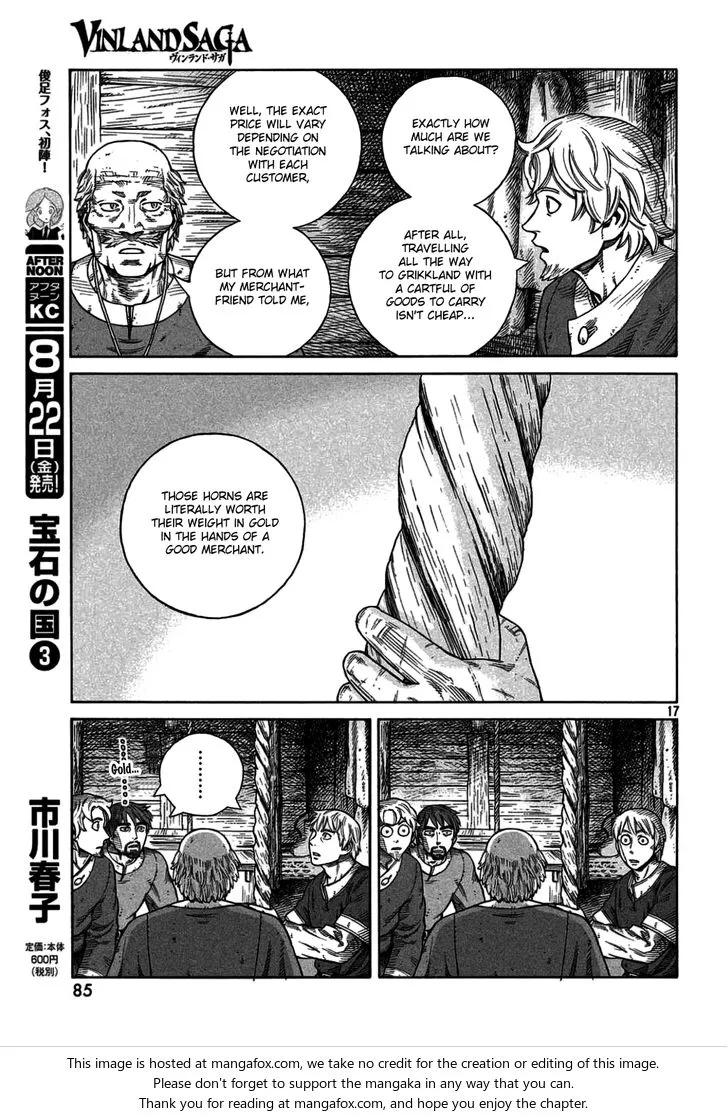 VINLAND SAGA
ヴィンランド・サガ
俊足フォス、初陣!
AFTER
NOON
アフタ
ヌーン
KC
8月22日(金)発売!
宝石の国 3
市川春子
定価:本体
600円
(税別)
EXACTLY HOW
MUCH ARE WE
TALKING ABOUT?
AFTER ALL,
TRAVELLING
ALL THE WAY
TO GRIKKLAND WITH
A CARTFUL OF
GOODS TO CARRY
ISN'T CHEAP...
WELL, THE EXACT
PRICE WILL VARY
DEPENDING ON
THE NEGOTIATION
WITH EACH
CUSTOMER,
BUT FROM WHAT
MY MERCHANT-
FRIEND TOLD ME,
THOSE HORNS ARE
LITERALLY WORTH
THEIR WEIGHT IN GOLD
IN THE HANDS OF A
GOOD MERCHANT.
17
Gold...
85
This image is hosted at mangafox.com, we take no credit for the creation or editing of this image.
Please don't forget to support the mangaka in any way that you can.
Thank you for reading at mangafox.com, and hope you enjoy the chapter.